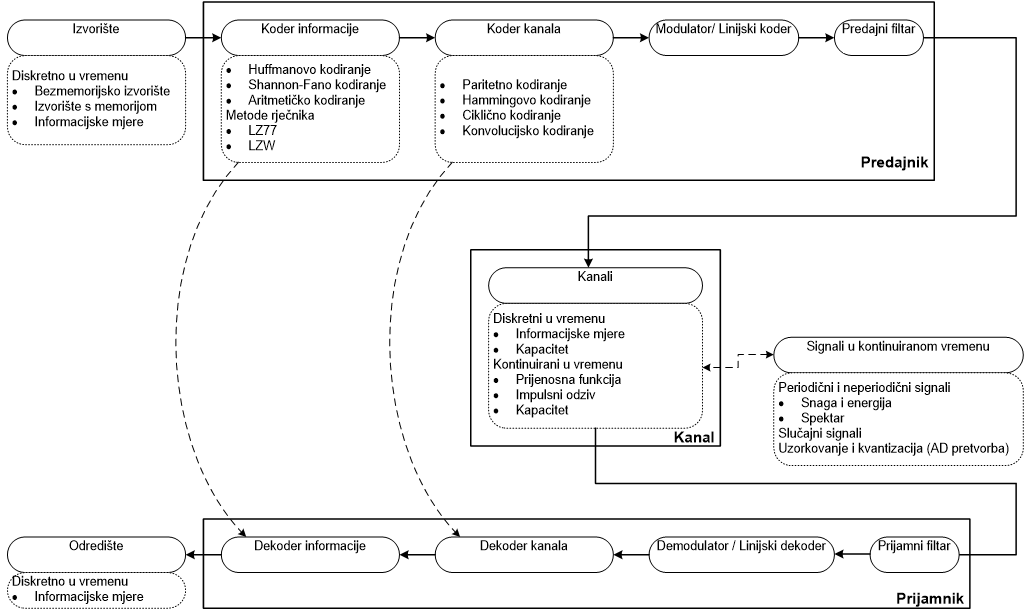 Izvorište
Diskretno u vremenu
• Bezmemorijsko izvorište
• Izvorište s memorijom
• Informacijske mjere
Koder informacije
• Huffmanovo kodiranje
• Shannon-Fano kodiranje
• Aritmetičko kodiranje
Metode rječnika
• LZ77
• LZW
Koder kanala
• Paritetno kodiranje
• Hammingovo kodiranje
• Ciklično kodiranje
• Konvolucijsko kodiranje
Modulator/ Linijski koder
Predajni filtar
Predajnik
Kanali
Diskretni u vremenu
• Informacijske mjere
• Kapacitet
Kontinuirani u vremenu
• Prijenosna funkcija
• Impulsni odziv
• Kapacitet
Kanal
Signali u kontinuiranom vremenu
Periodični i neperiodični signali
• Snaga i energija
• Spektar
Slučajni signali
Uzorkovanje i kvantizacija (AD pretvorba)
Odredište
Diskretno u vremenu
• Informacijske mjere
Dekoder informacije
Dekoder kanala
Demodulator / Linijski dekoder
Prijamni filtar
Prijamnik